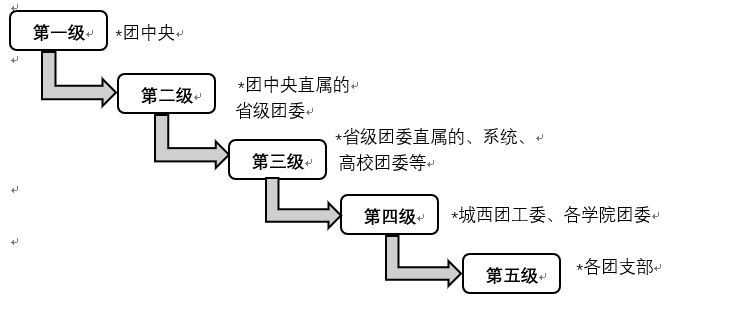 第一级
*团中央
第二级
*团中央直属的
省级团委
第三级
*省级团委直属的、系统、
高校团委等
第四级
*城西团工委、各学院团委
第五级
*各团支部